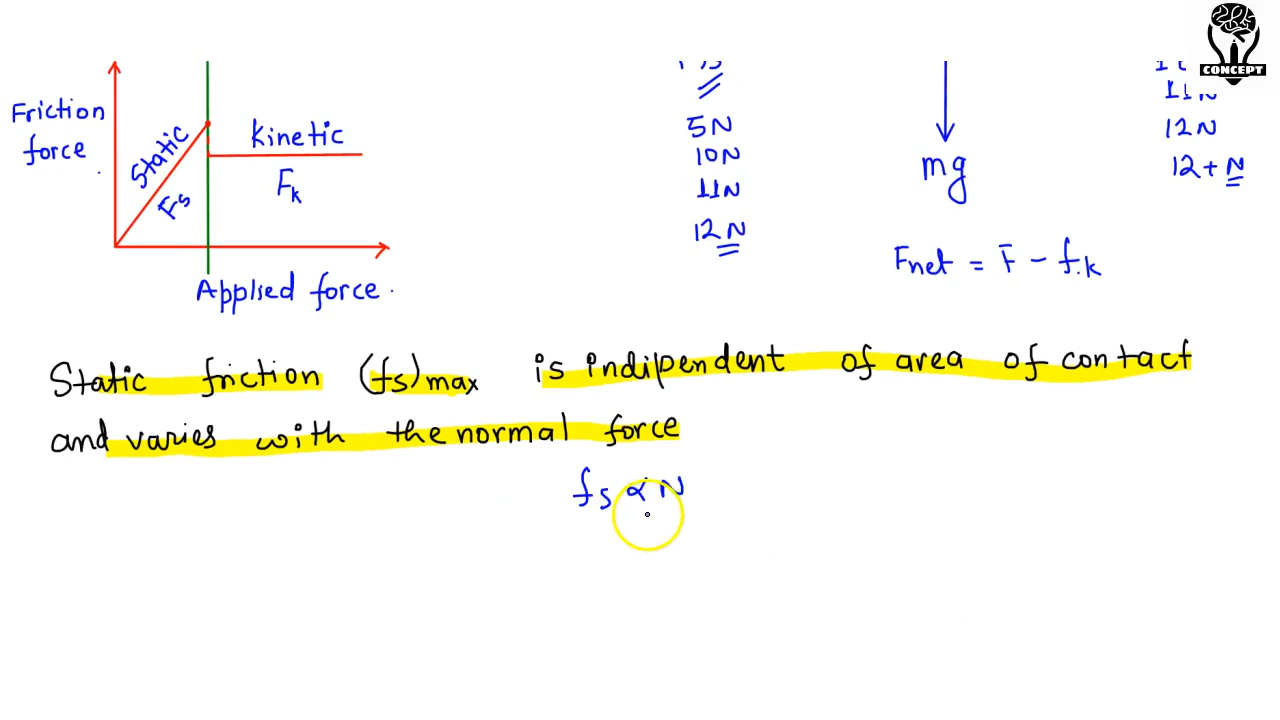 CONCEPT
Friction
force
Static
Fs
kinetic
Fk
Applied force
5N
10N
11N
12N
mg
11N
12N
12 + N
Fnet = F - f.k
Static friction (fs)max is indipendent of area of contact
and varies with the normal force
fs ∝ N